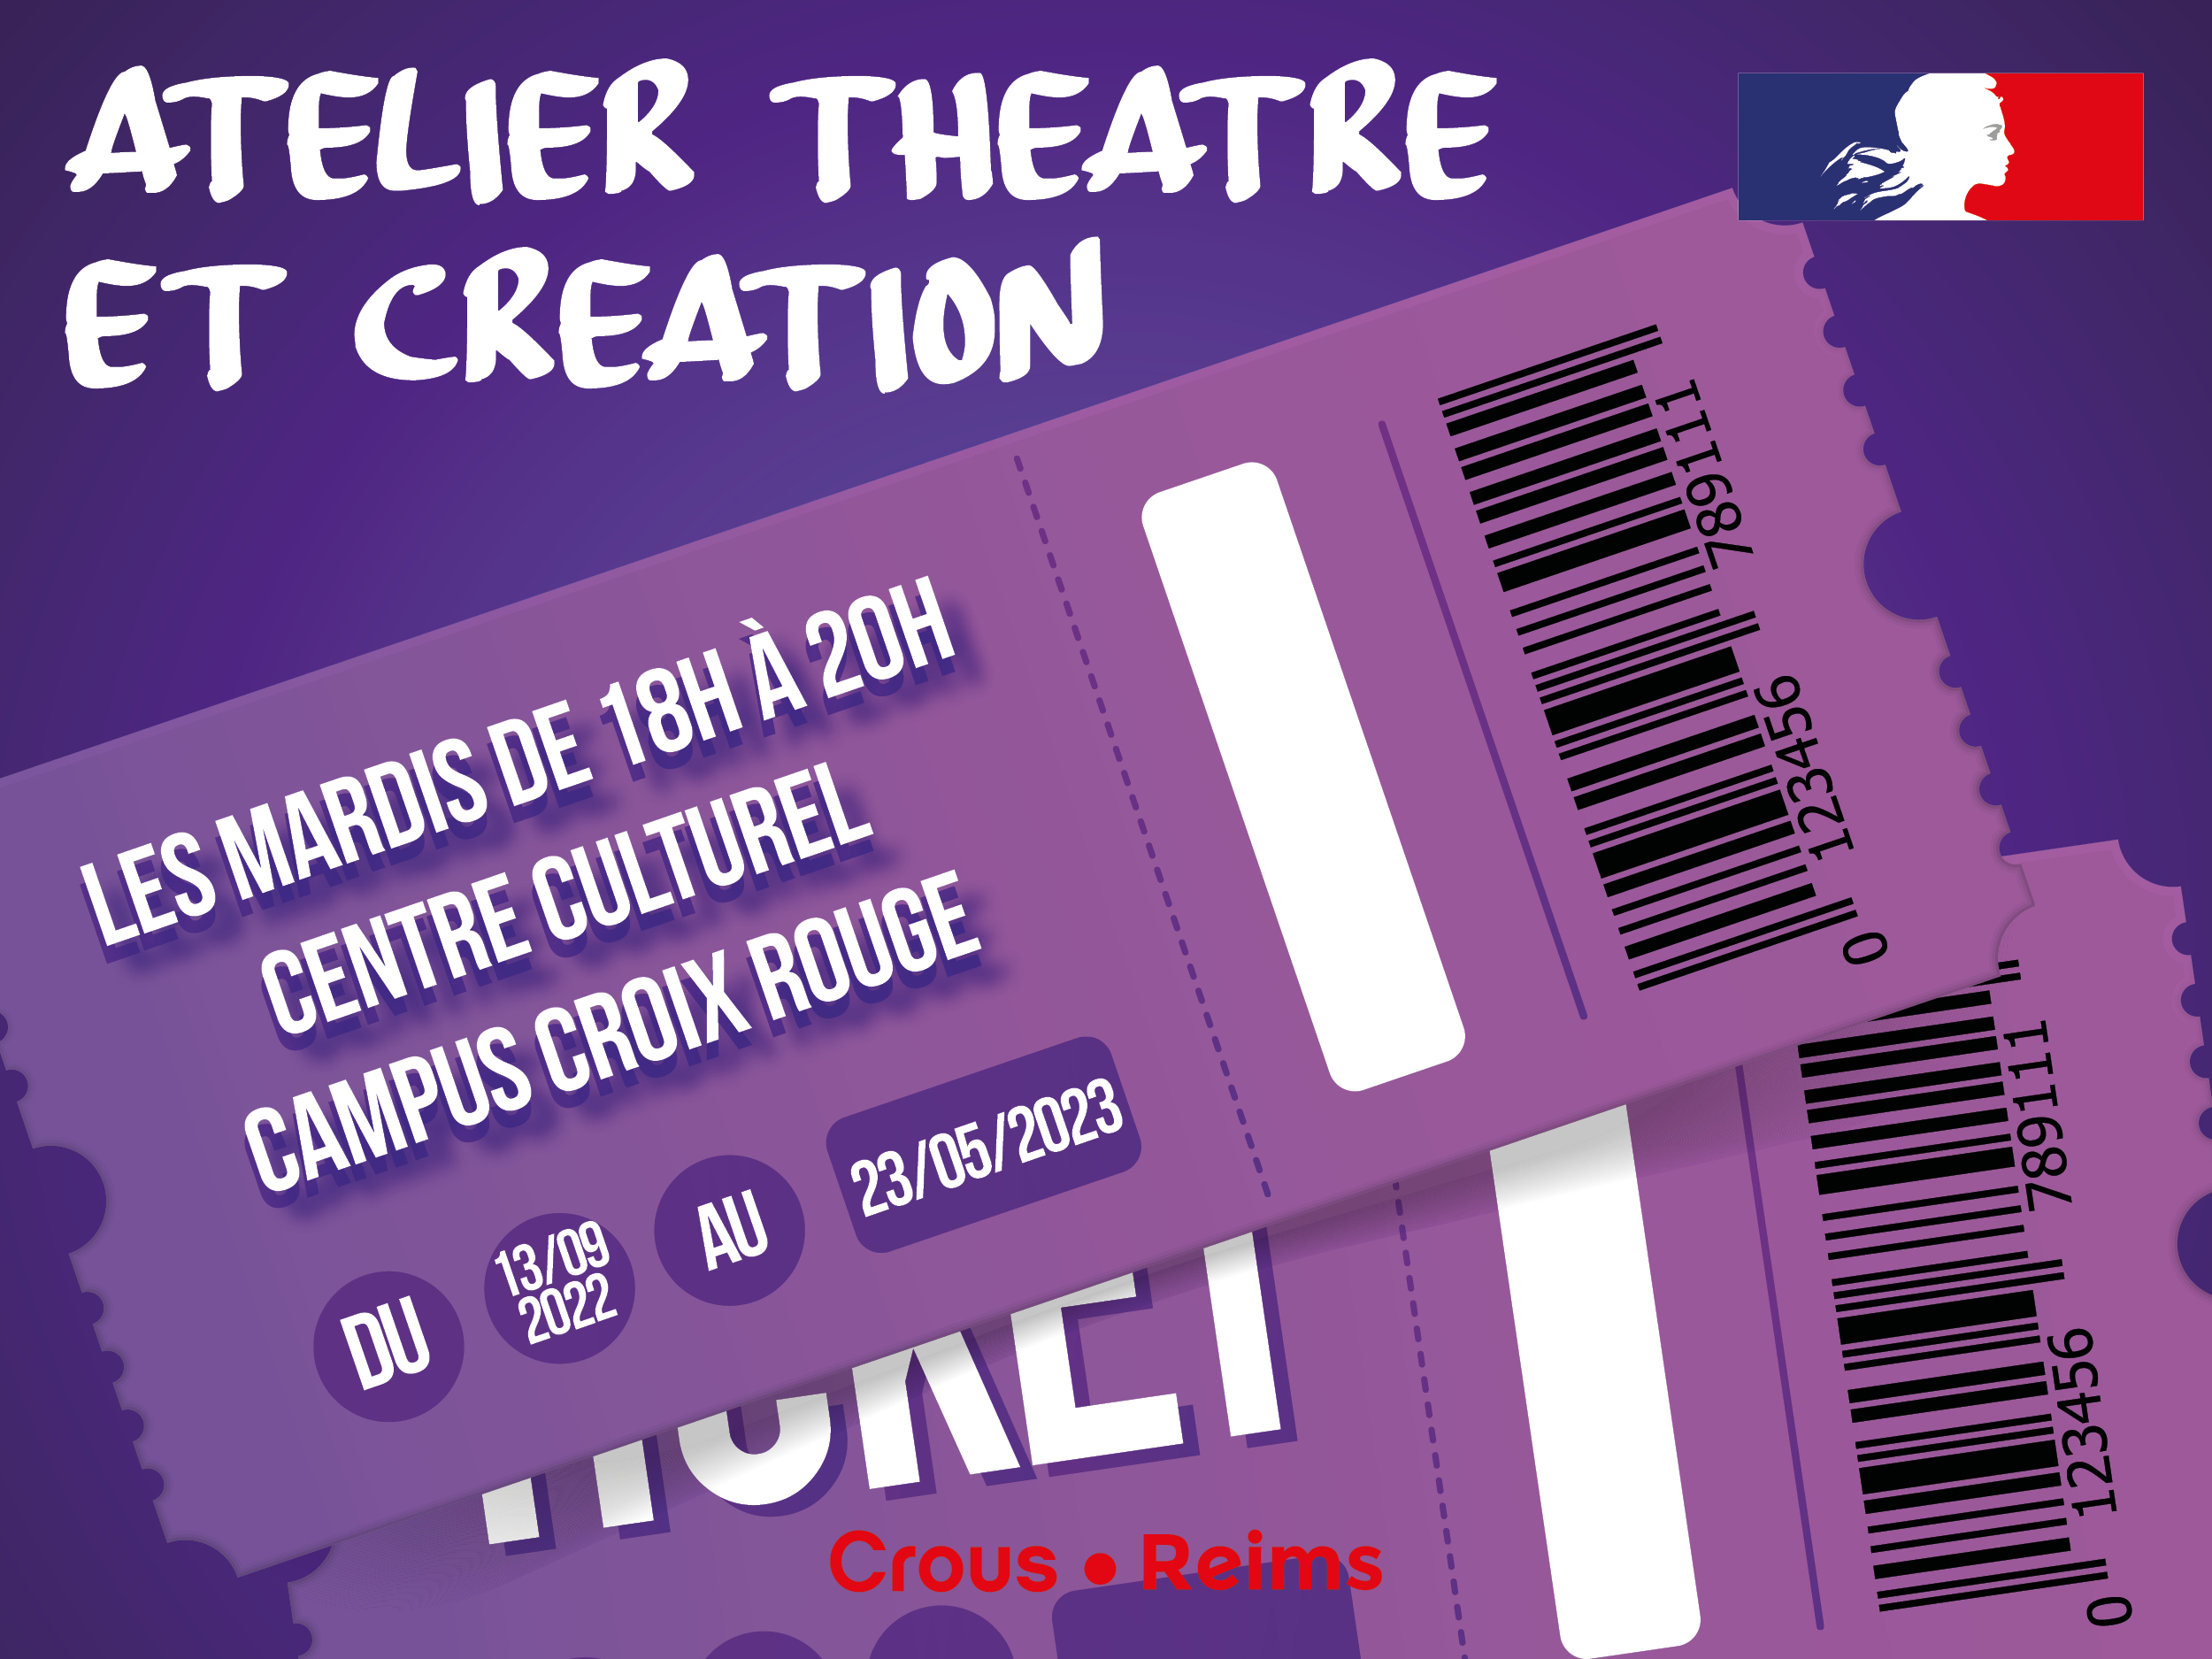 ATELIER THEATRE
ET CREATION
LES MARDIS DE 18H À 20H
CENTRE CULTUREL
CAMPUS CROIX ROUGE
DU
13/09
2022
AU
23/05/2023
0 123456 789111
TICKET
0 123456 789111
Crous • Reims